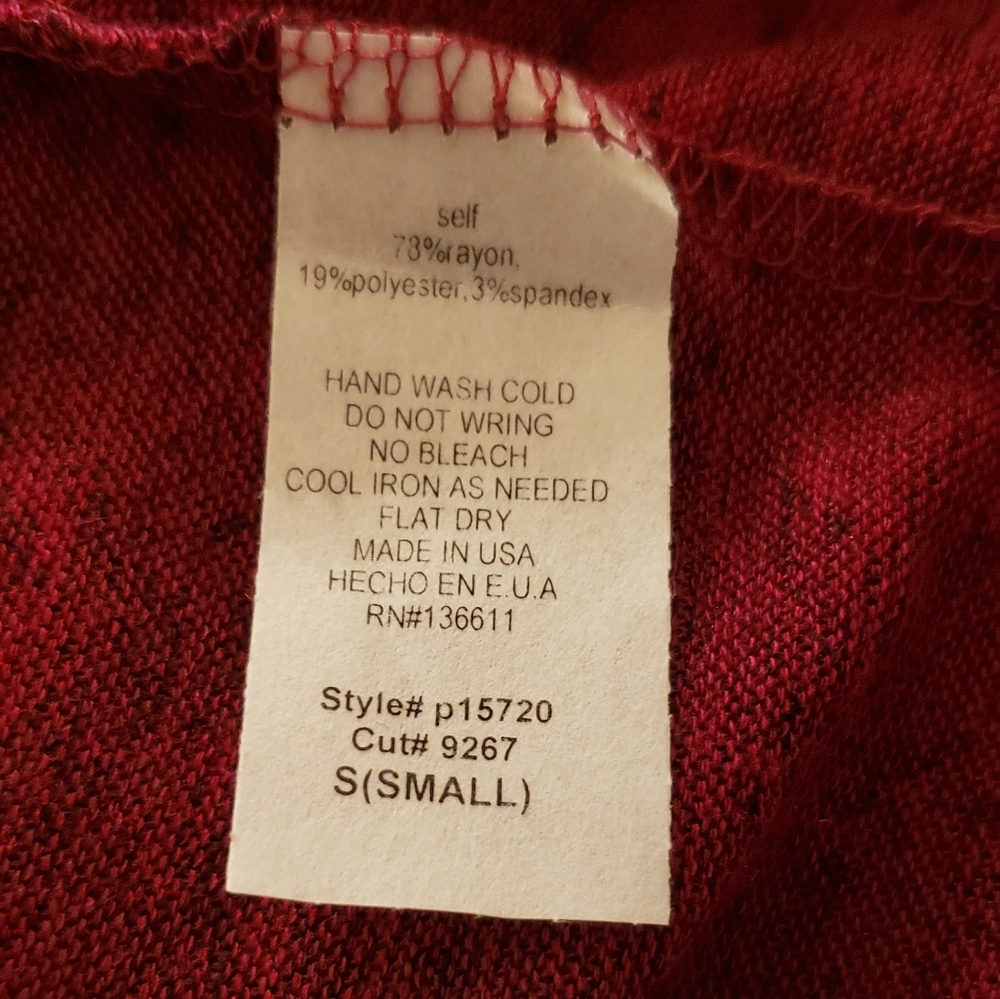 self
78%rayon,
19%polyester,3%spandex
HAND WASH COLD
DO NOT WRING
NO BLEACH
COOL IRON AS NEEDED
FLAT DRY
MADE IN USA
HECHO EN E.U.A
RN#136611
Style# p15720
Cut# 9267
S(SMALL)